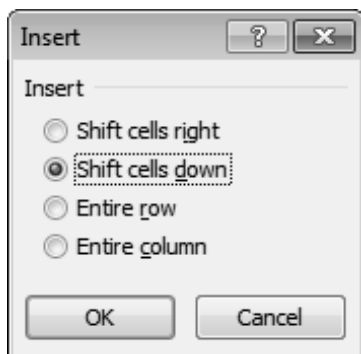 Insert
Insert
Shift cells right
Shift cells down
Entire row
Entire column
OK Cancel